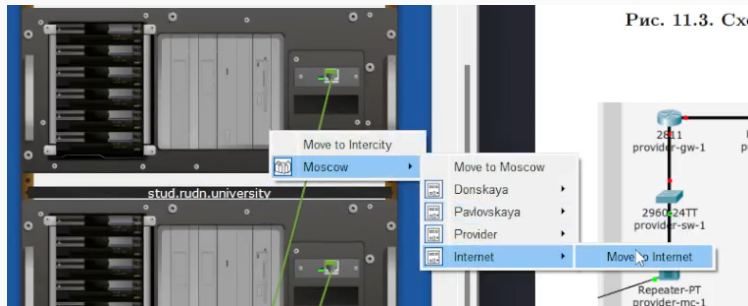 Рис. 11.3. Схе
Move to Intercity
Moscow
Move to Moscow
Donskaya
Pavlovskaya
Provider
Internet
Move to Internet
stud.rudn.university
2811
provider-gw-1
2960-24TT
provider-sw-1
Repeater-PT
provider-mc-1